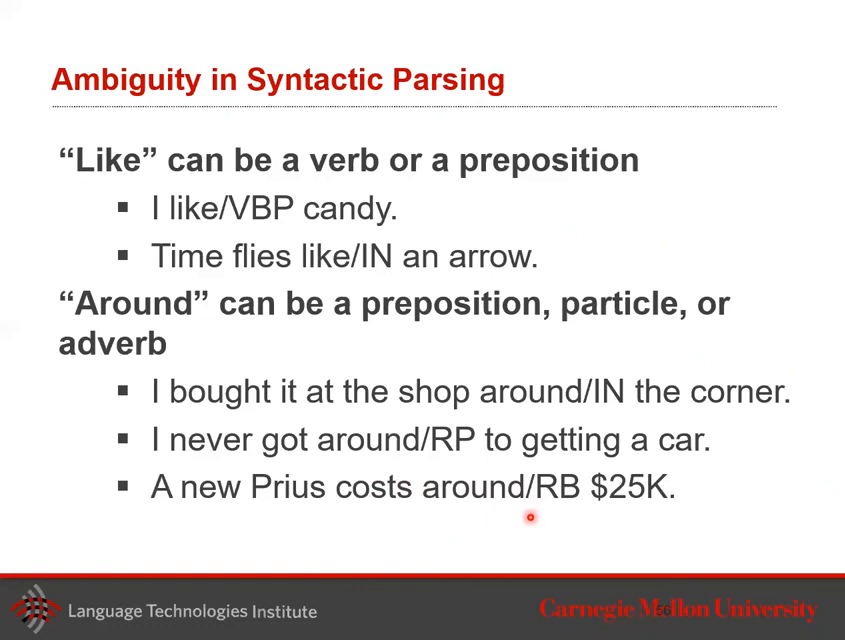 Ambiguity in Syntactic Parsing
“Like” can be a verb or a preposition
▪ I like/VBP candy.
▪ Time flies like/IN an arrow.
“Around” can be a preposition, particle, or
adverb
▪ I bought it at the shop around/IN the corner.
▪ I never got around/RP to getting a car.
▪ A new Prius costs around/RB $25K.
Language Technologies Institute
Carnegie Mellon University